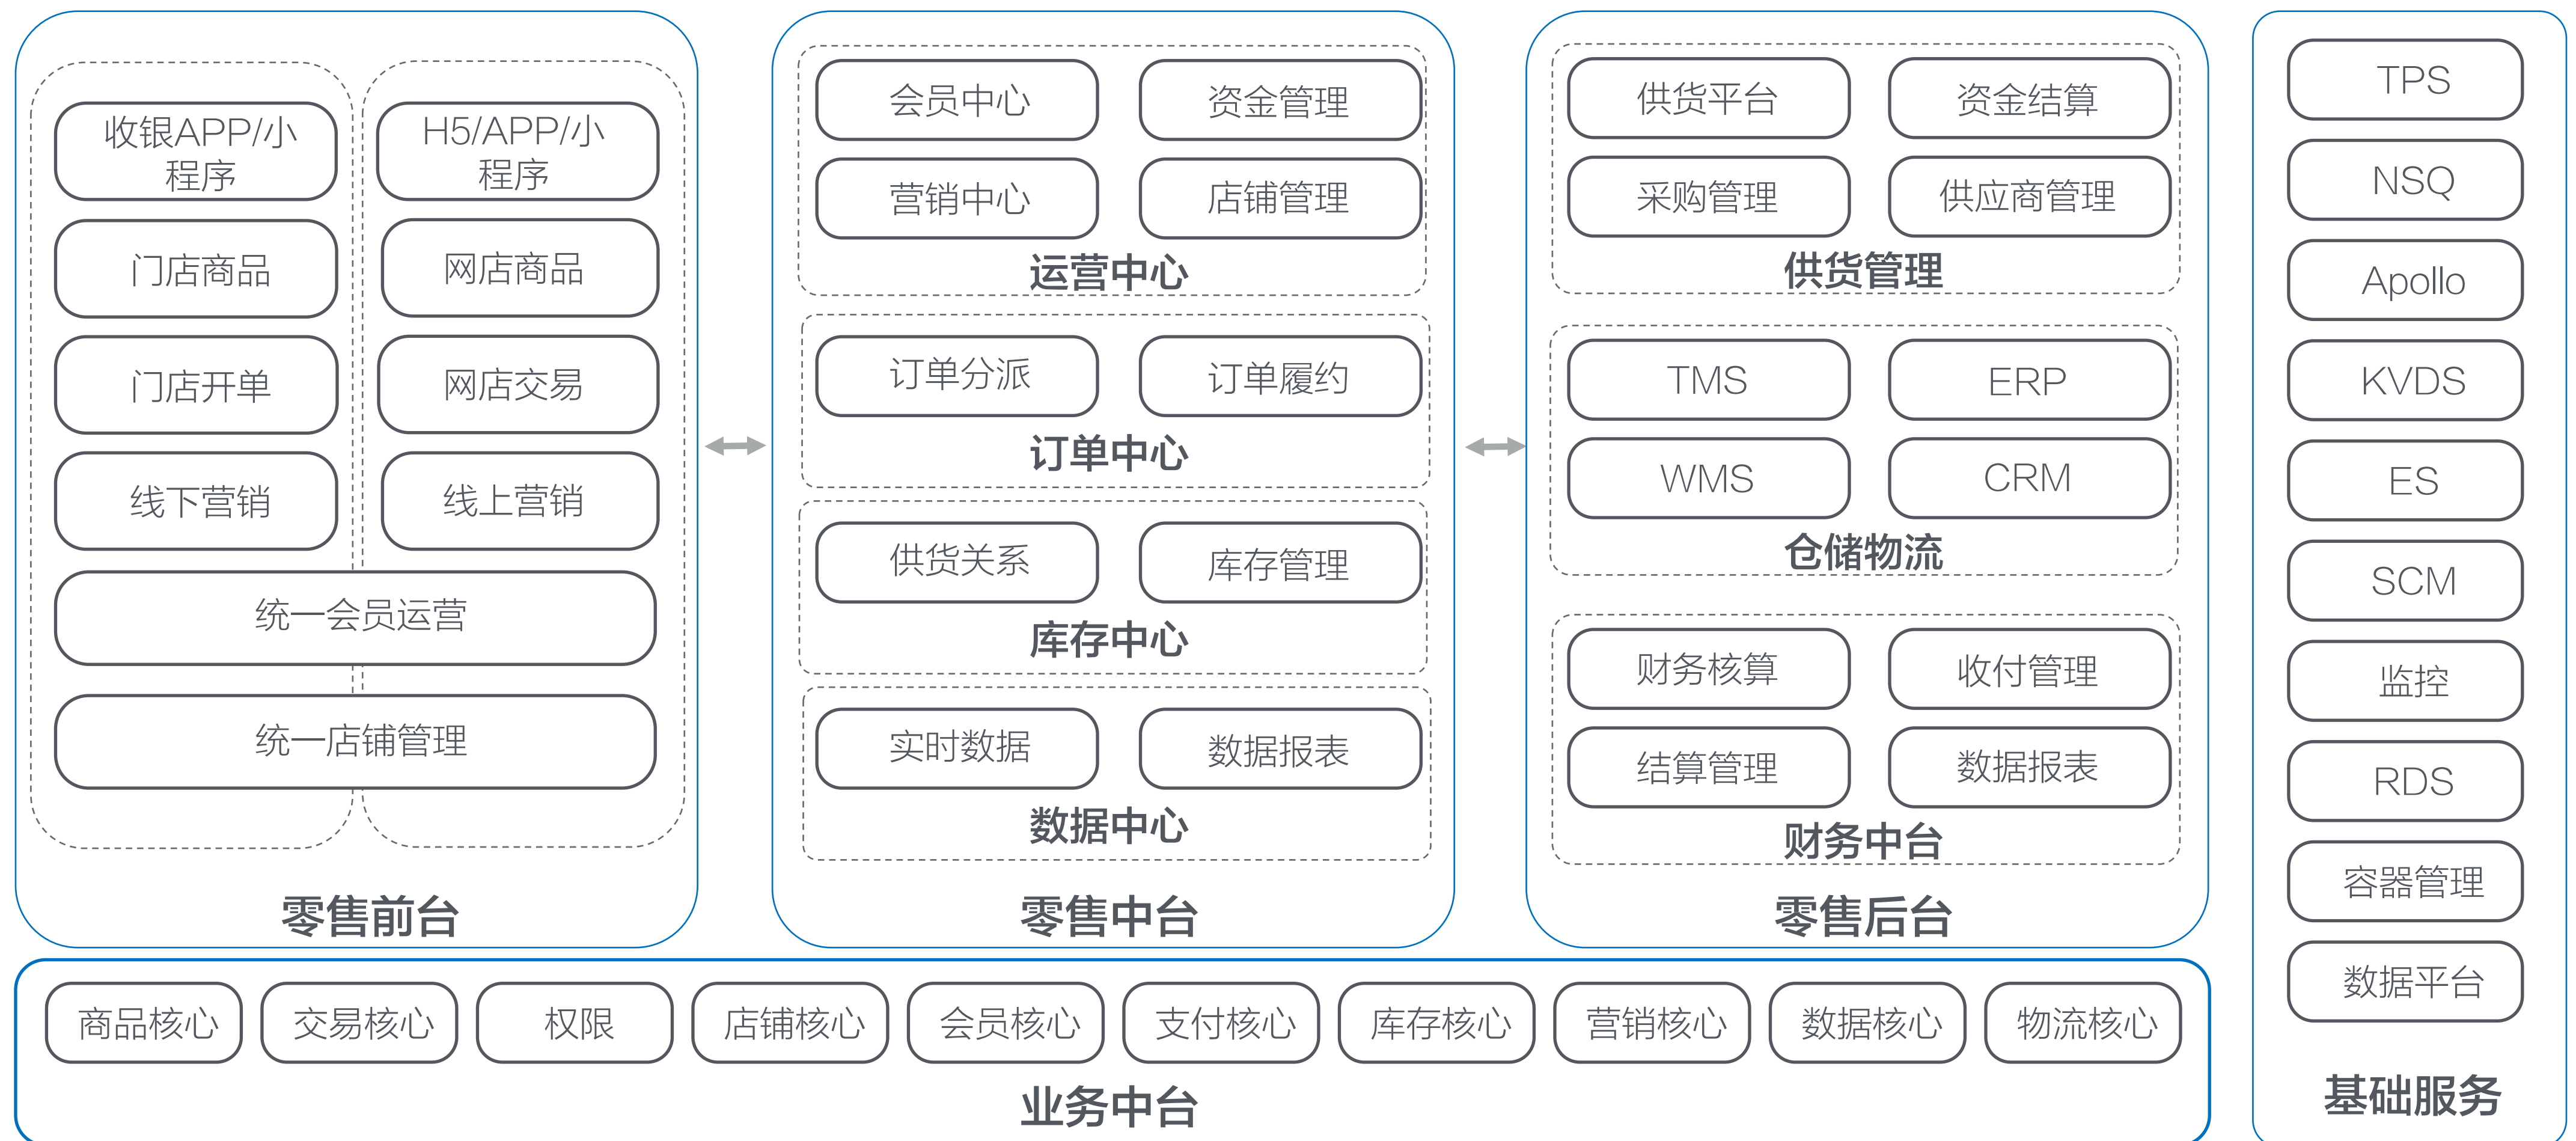 收银APP/小
程序
门店商品
门店开单
线下营销
H5/APP/小
程序
网店商品
网店交易
线上营销
统一会员运营
统一店铺管理
零售前台
会员中心
资金管理
营销中心
店铺管理
运营中心
订单分派
订单履约
订单中心
供货关系
库存管理
库存中心
实时数据
数据报表
数据中心
零售中台
供货平台
资金结算
采购管理
供应商管理
供货管理
TMS
ERP
WMS
CRM
仓储物流
财务核算
收付管理
结算管理
数据报表
财务中台
零售后台
商品核心
交易核心
权限
店铺核心
会员核心
支付核心
库存核心
营销核心
数据核心
物流核心
业务中台
TPS
NSQ
Apollo
KVDS
ES
SCM
监控
RDS
容器管理
数据平台
基础服务